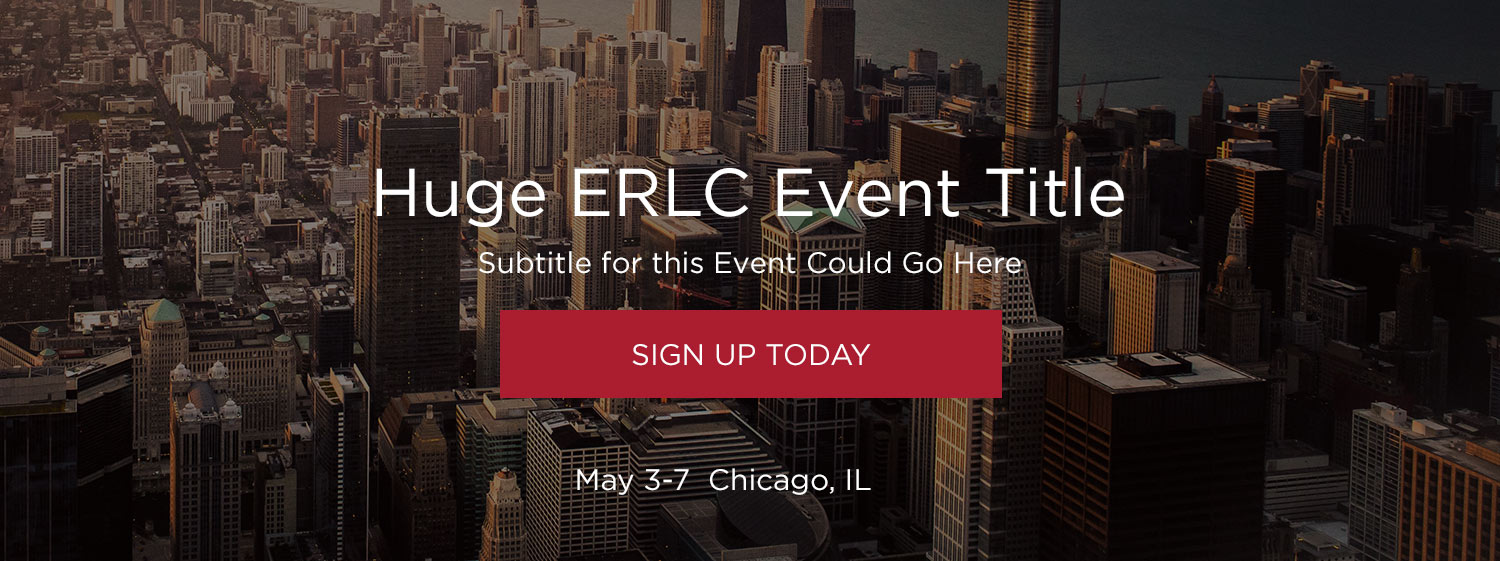 Huge ERLC Event Title
Subtitle for this Event Could Go Here
SIGN UP TODAY
May 3-7 Chicago, IL